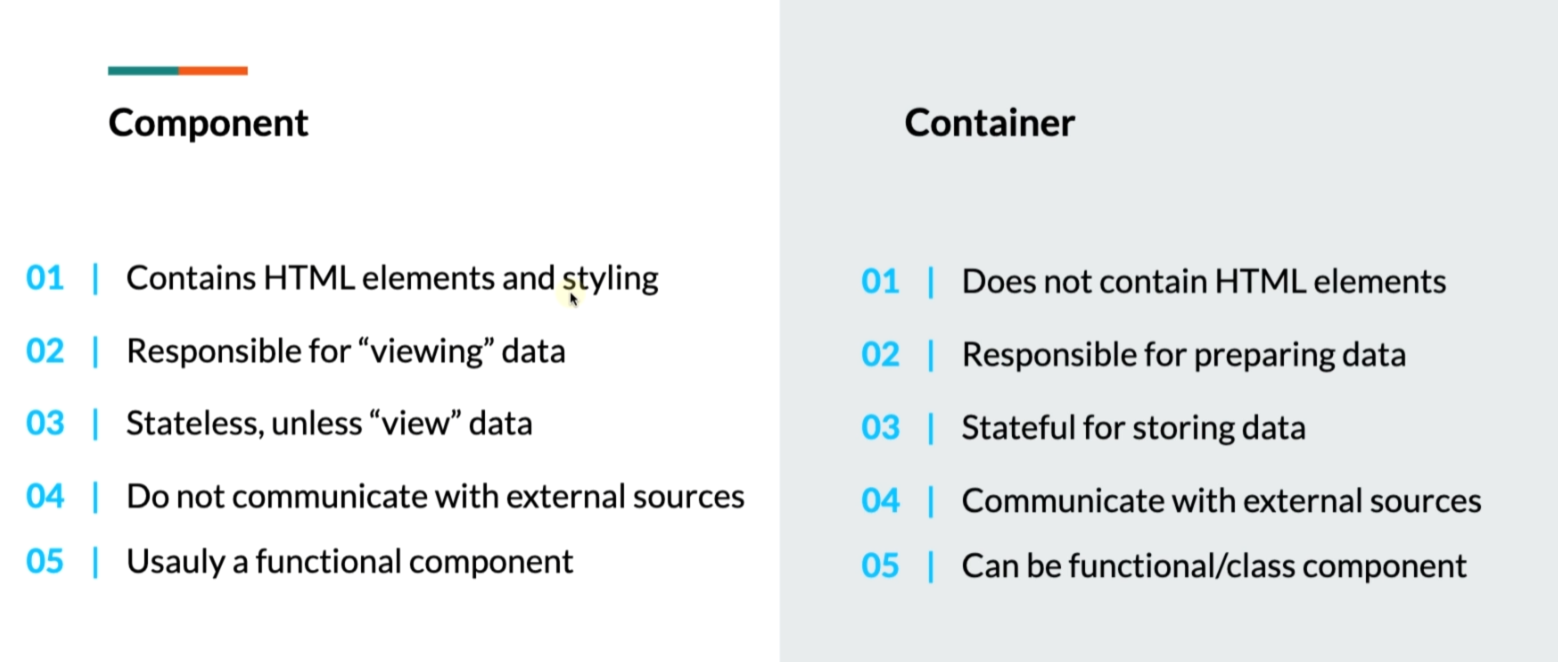 Component
01 | Contains HTML elements and styling
02 | Responsible for “viewing” data
03 | Stateless, unless “view” data
04 | Do not communicate with external sources
05 | Usauly a functional component
Container
01 | Does not contain HTML elements
02 | Responsible for preparing data
03 | Stateful for storing data
04 | Communicate with external sources
05 | Can be functional/class component